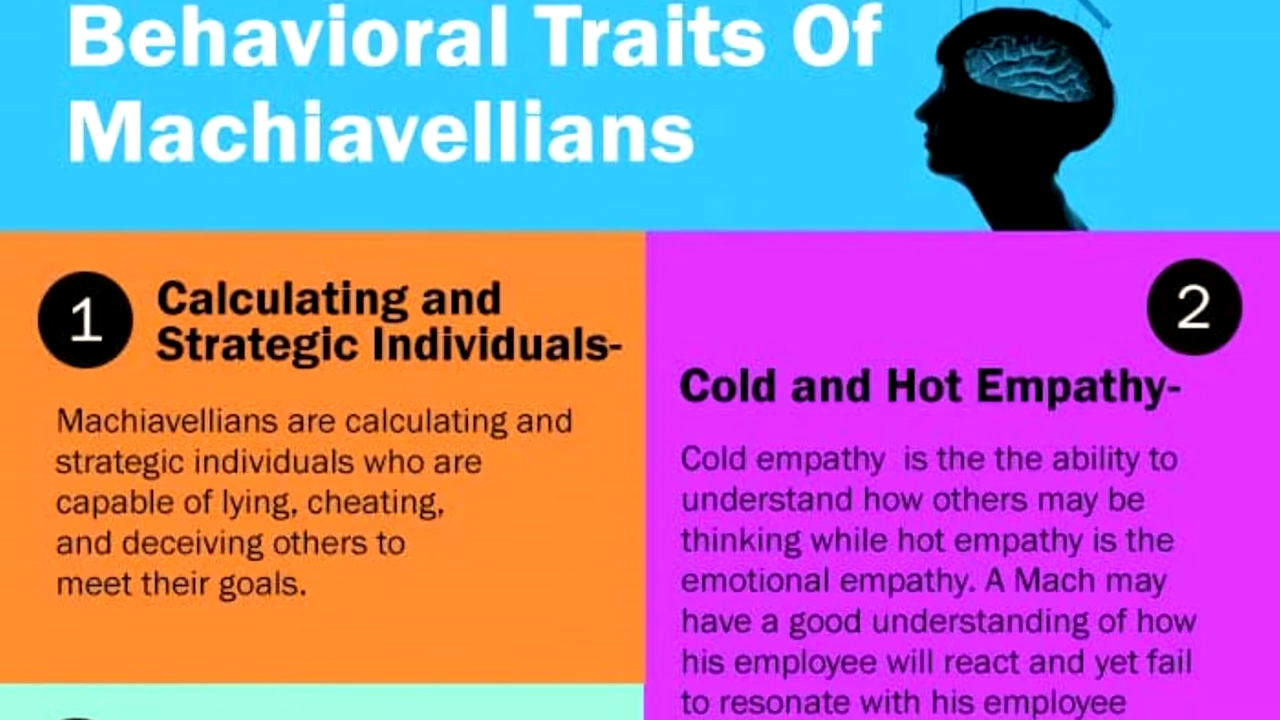 Behavioral Traits Of
Machiavellians
1
Calculating and
Strategic Individuals-
Machiavellians are calculating and
strategic individuals who are
capable of lying, cheating,
and deceiving others to
meet their goals.
2
Cold and Hot Empathy-
Cold empathy  is the the ability to
understand how others may be
thinking while hot empathy is the
emotional empathy. A Mach may
have a good understanding of how
his employee will react and yet fail
to resonate with his employee